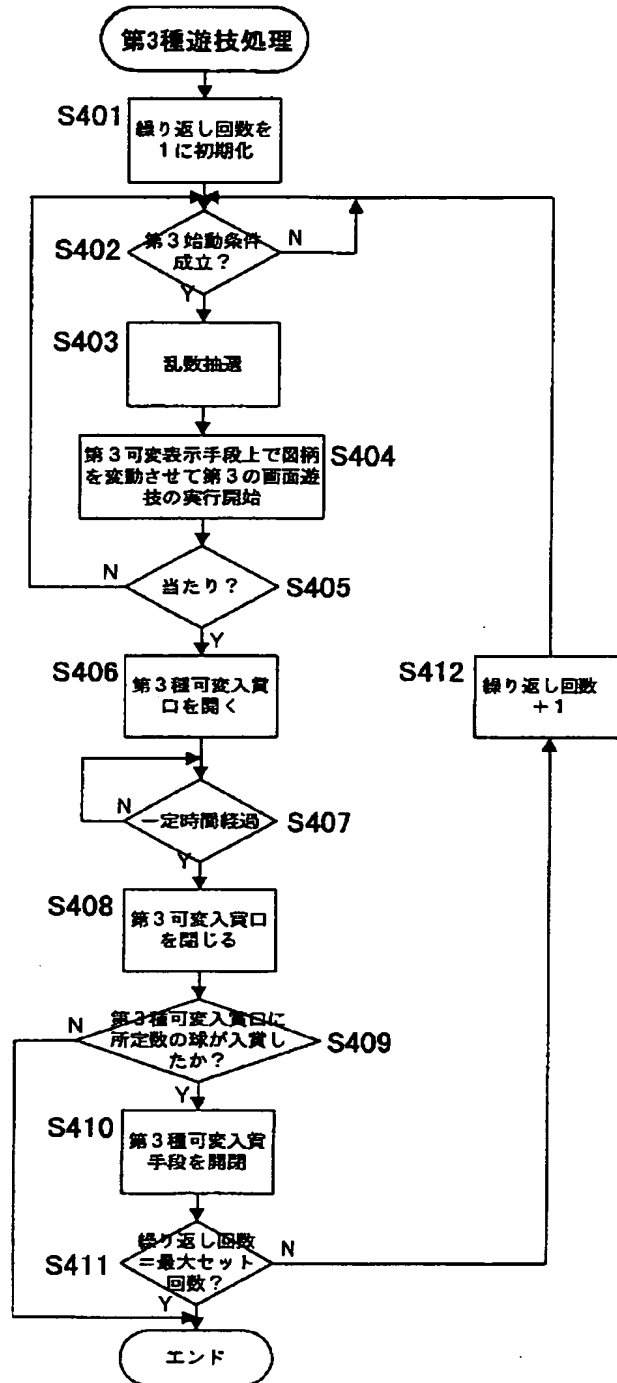 第3種遊技処理
S401
繰り返し回数を
1に初期化
S402
第3始動条件
成立?
N
Y
S403
乱数抽選
第3可変表示手段上で図柄
を変動させて第3の画面遊
技の実行開始
S404
N
当たり?
S405
Y
S406
第3種可変入賞
口を開く
S412
繰り返し回数
+1
N
一定時間経過
S407
Y
S408
第3可変入賞口
を閉じる
N
第3種可変入賞口に
所定数の球が入賞し
たか?
S409
Y
S410
第3種可変入賞
手段を開閉
S411
繰り返し回数
=最大セット
回数?
N
Y
エンド